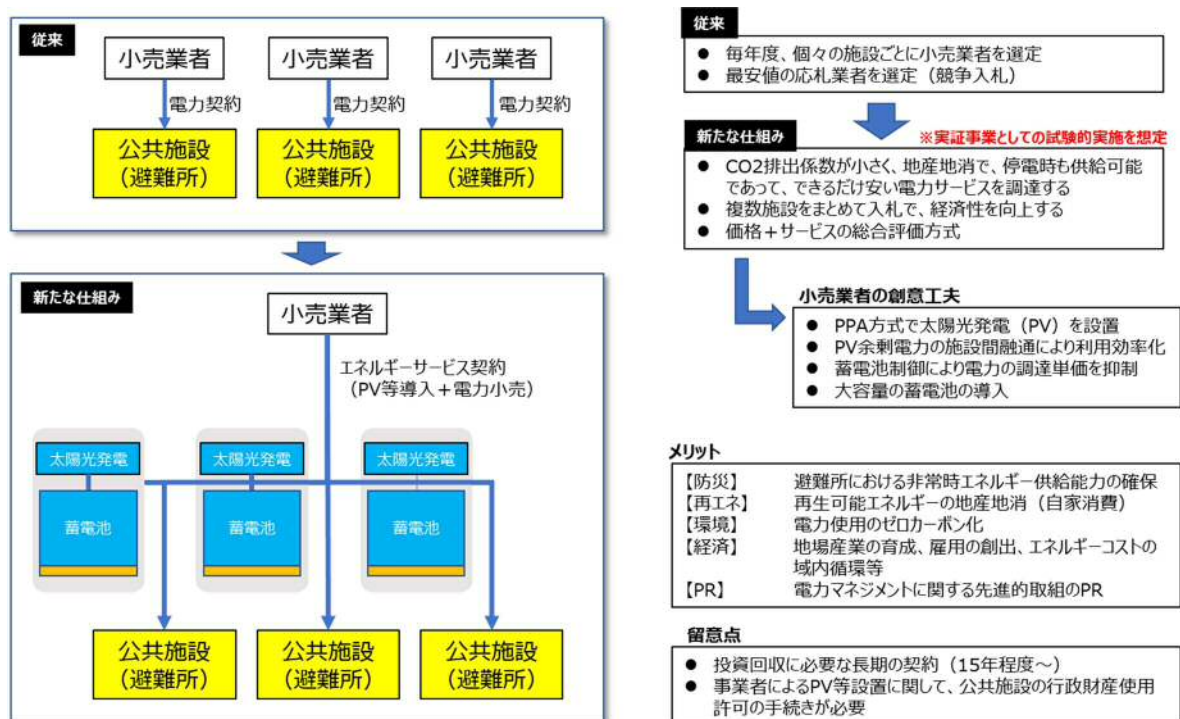 従来
小売業者 小売業者 小売業者
電力契約 電力契約 電力契約
公共施設 公共施設 公共施設
（避難所） （避難所） （避難所）
新たな仕組み
小売業者
エネルギーサービス契約
（PV等導入＋電力小売）
太陽光発電 太陽光発電 太陽光発電
蓄電池 蓄電池 蓄電池
公共施設 公共施設 公共施設
（避難所） （避難所） （避難所）
従来
● 毎年度、個々の施設ごとに小売業者を選定
● 最安値の応札業者を選定（競争入札）
新たな仕組み ※実証事業としての試験的実施を想定
● CO2排出係数が小さく、地産地消で、停電時も供給可能
であって、できるだけ安い電力サービスを調達する
● 複数施設をまとめて入札で、経済性を向上する
● 価格＋サービスの総合評価方式
小売業者の創意工夫
● PPA方式で太陽光発電（PV）を設置
● PV余剰電力の施設間融通により利用効率化
● 蓄電池制御により電力の調達単価を抑制
● 大容量の蓄電池の導入
メリット
【防災】 避難所における非常時エネルギー供給能力の確保
【再エネ】 再生可能エネルギーの地産地消（自家消費）
【環境】 電力使用のゼロカーボン化
【経済】 地場産業の育成、雇用の創出、エネルギーコストの
域内循環等
【PR】 電力マネジメントに関する先進的取組のPR
留意点
● 投資回収に必要な長期の契約（15年程度～）
● 事業者によるPV等設置に関して、公共施設の行政財産使用
許可の手続きが必要